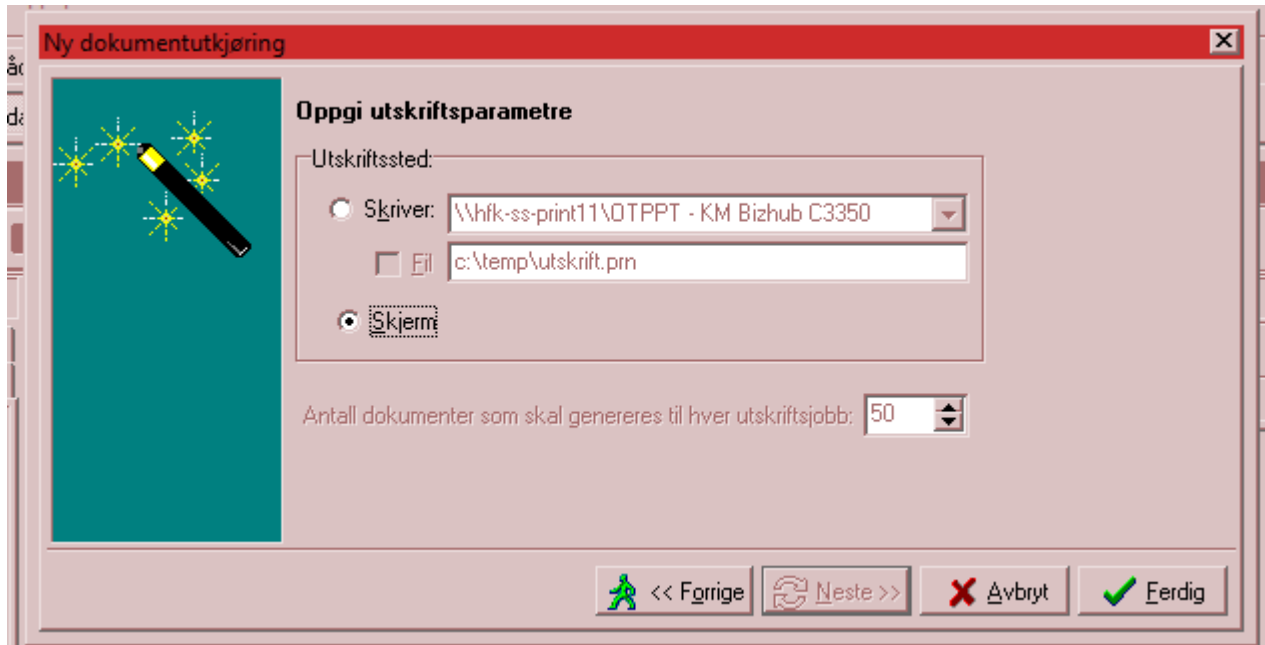 Ny dokumentutkjøring
Oppgi utskriftsparametre
Utskriftssted:
Skriver: \\hfk-ss-print11\OTPPT - KM Bizhub C3350
Fil c:\temp\utskrift.prn
Skjerm
Antall dokumenter som skal genereres til hver utskriftsjobb: 50
<< Forrige Neste >> Avbryt Ferdig